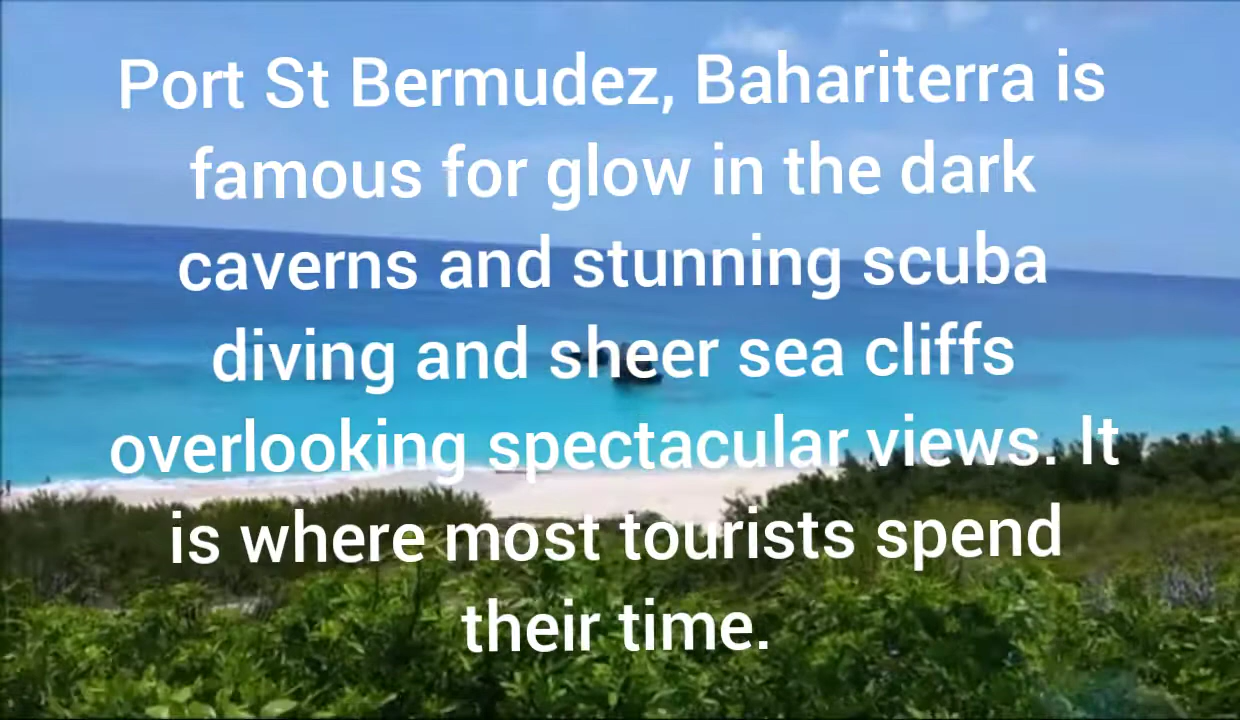 Port St Bermudez, Bahariterra is
famous for glow in the dark
caverns and stunning scuba
diving and sheer sea cliffs
overlooking spectacular views. It
is where most tourists spend
their time.